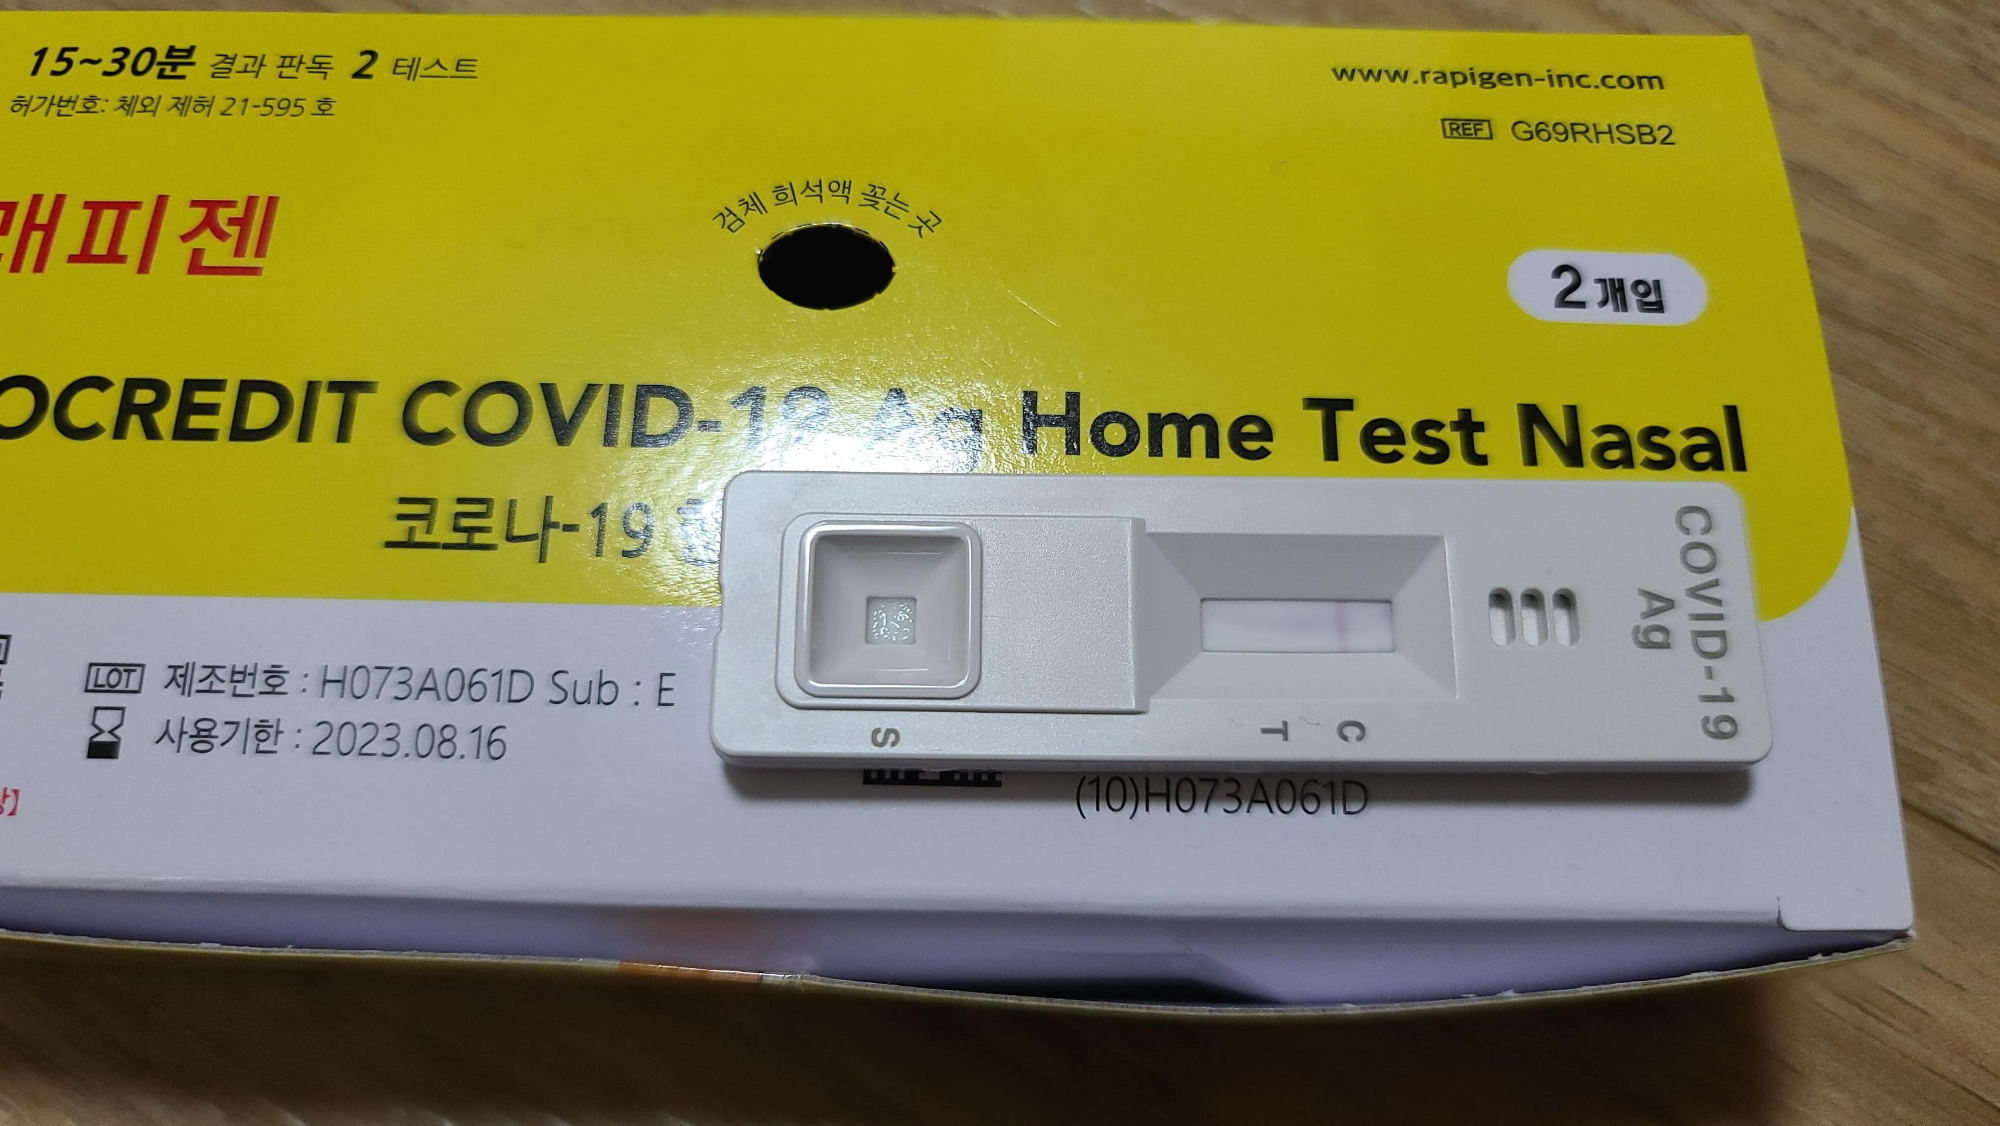 15~30분 결과 판독 2 테스트
허가번호: 체외 제허 21-595 호
www.rapigen-inc.com
REF G69RHSB2
래피젠
검체 희석액 꽂는 곳
2개입
OCREDIT COVID-19 Ag Home Test Nasal
코로나-19
LOT 제조번호 : H073A061D Sub : E
사용기한 : 2023.08.16
COVID-19
Ag
S
T
C
(10)H073A061D